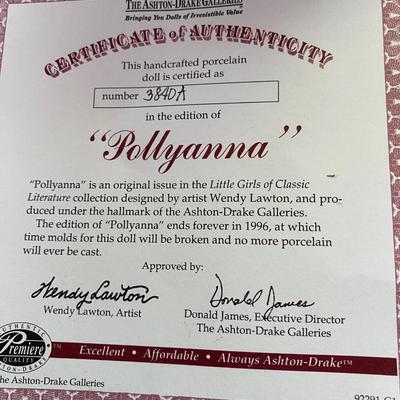 THE ASHTON-DRAKE GALLERIES
Bringing You Dolls of Irresistible Value
CERTIFICATE of AUTHENTICITY
This handcrafted porcelain
doll is certified as
number 3840A
in the edition of
"Pollyanna"
"Pollyanna" is an original issue in the Little Girls of Classic
Literature collection designed by artist Wendy Lawton, and pro-
duced under the hallmark of the Ashton-Drake Galleries.
The edition of "Pollyanna" ends forever in 1996, at which
time molds for this doll will be broken and no more porcelain
will ever be cast.
Approved by:
Wendy Lawton Donald James
Wendy Lawton, Artist Donald James, Executive Director
The Ashton-Drake Galleries
AUTHENTIC
Premiere
QUALITY
ASHTON-DRAKE
™ Excellent • Affordable • Always Ashton-Drake™
The Ashton-Drake Galleries
92291-C1